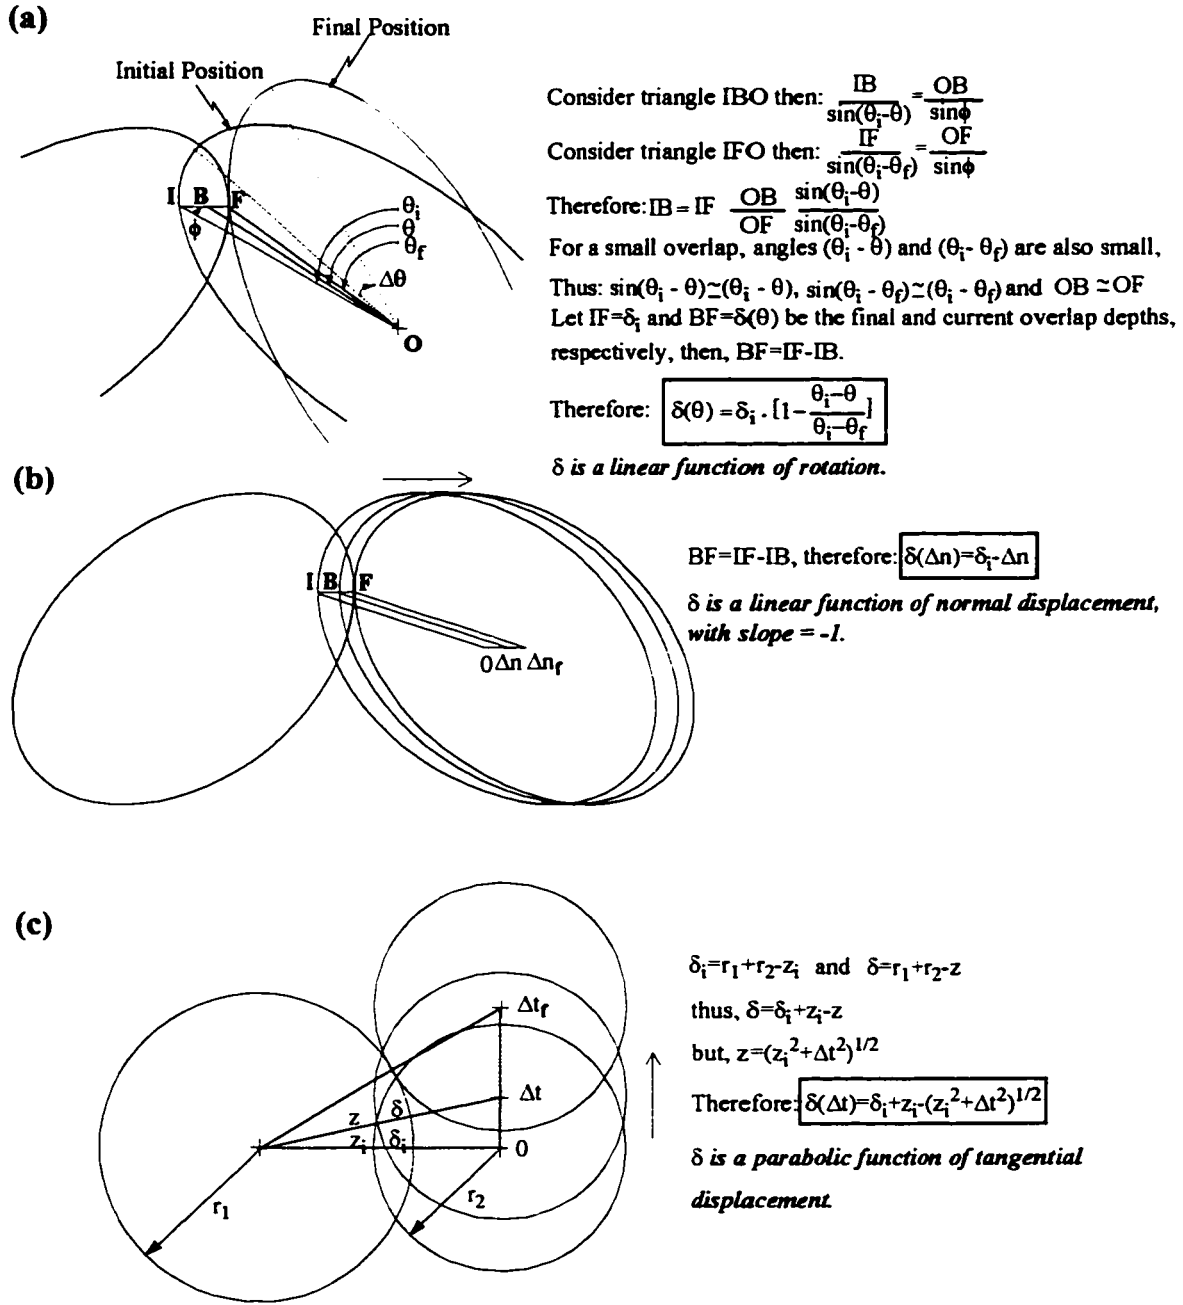 (a)
Final Position
Initial Position
I B F
ϕ
θi
θ
θf
Δθ
O
Consider triangle IBO then: IB/sin(θi-θ) = OB/sinϕ
Consider triangle IFO then: IF/sin(θi-θf) = OF/sinϕ
Therefore: IB = IF OB/OF sin(θi-θ)/sin(θi-θf)
For a small overlap, angles (θi - θ) and (θi- θf) are also small,
Thus: sin(θi - θ)≃(θi - θ), sin(θi - θf)≃(θi - θf) and OB ≃OF
Let IF=δi and BF=δ(θ) be the final and current overlap depths,
respectively, then, BF=IF-IB.
Therefore: δ(θ) = δi . [1- θi–θ/θi–θf]
δ is a linear function of rotation.
(b)
I B F
0 Δn Δnf
BF=IF-IB, therefore: δ(Δn)=δi-Δn
δ is a linear function of normal displacement,
with slope = -1.
(c)
Δtf
Δt
δ
z
zi δi
0
r1
r2
δi=r1+r2-zi and δ=r1+r2-z
thus, δ=δi+zi-z
but, z=(zi²+Δt²)^1/2
Therefore: δ(Δt)=δi+zi-(zi²+Δt²)^1/2
δ is a parabolic function of tangential
displacement.